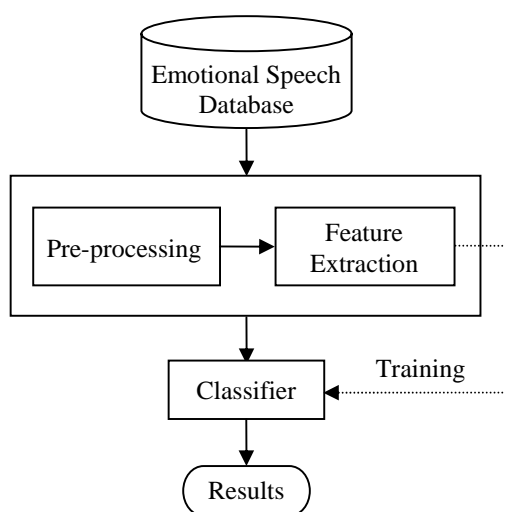 Emotional Speech
Database
Pre-processing
Feature
Extraction
Training
Classifier
Results